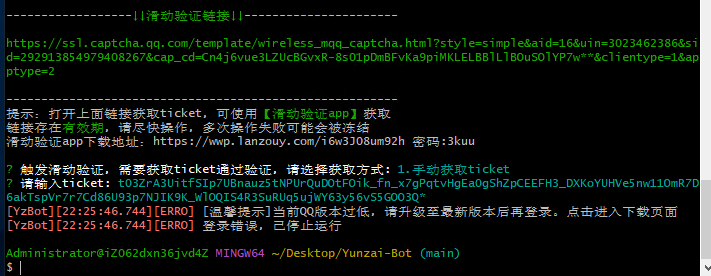 ------------------↓↓滑动验证链接↓↓----------------------
https://ssl.captcha.qq.com/template/wireless_mqq_captcha.html?style=simple&aid=16&uin=3023462386&si
d=292913854979408267&cap_cd=Cn4j6vue3LZUcBGvxR-8sO1pDmBFvKa9piMKLELBBlLlBOuSOlYP7w**&clientype=1&ap
ptype=2
--------------------------------------------------------
提示: 打开上面链接获取ticket, 可使用【滑动验证app】获取
链接存在有效期, 请尽快操作, 多次操作失败可能会被冻结
滑动验证app下载地址: https://wwp.lanzouy.com/i6w3JO8um92h 密码:3kuu
? 触发滑动验证, 需要获取ticket通过验证, 请选择获取方式: 1.手动获取ticket
? 请输入ticket: t03ZrA3UitfSIp7UBnauz5tNPUrQuDOtFOik_fn_x7gPqtvHgEaOgShZpCEEFH3_DXKoYUHVe5nw11OmR7D
6akTspVr7r7Cd86U93p7NJIK9K_WlOQIS4R3SuRUq5ujWY63y56vS5GOO3Q*
[YzBot][22:25:46.744][ERRO] [温馨提示]当前QQ版本过低, 请升级至最新版本后再登录。点击进入下载页面
[YzBot][22:25:46.744][ERRO] 登录错误, 已停止运行
Administrator@iZ062dxn36jvd4Z MINGW64 ~/Desktop/Yunzai-Bot (main)
$